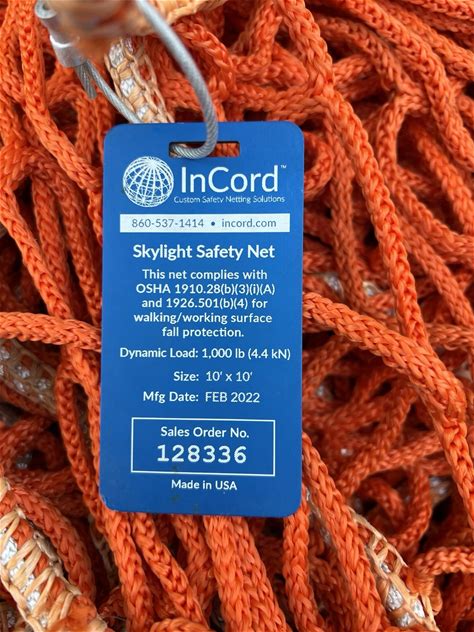 InCord™
Custom Safety Netting Solutions
860-537-1414 • incord.com
Skylight Safety Net
This net complies with
OSHA 1910.28(b)(3)(i)(A)
and 1926.501(b)(4) for
walking/working surface
fall protection.
Dynamic Load: 1,000 lb (4.4 kN)
Size: 10' x 10'
Mfg Date: FEB 2022
Sales Order No.
128336
Made in USA